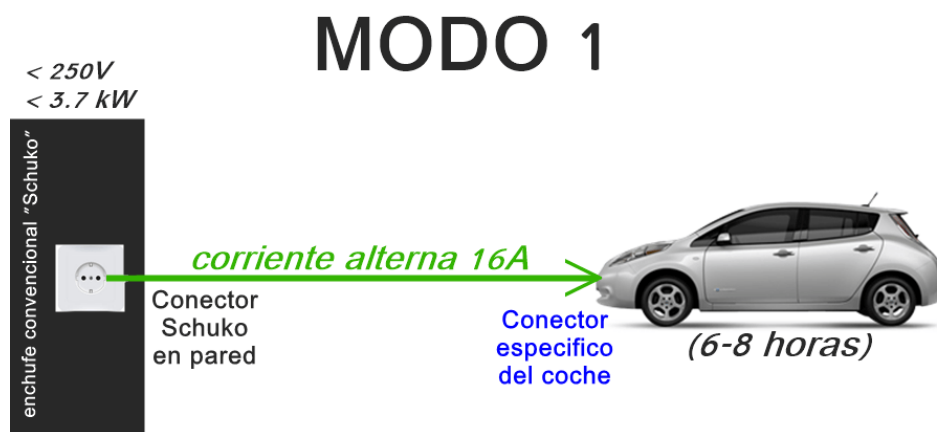 MODO 1
< 250V
< 3.7 kW
enchufe convencional "Schuko"
corriente alterna 16A
Conector
Schuko
en pared
Conector
especifico
del coche
(6-8 horas)